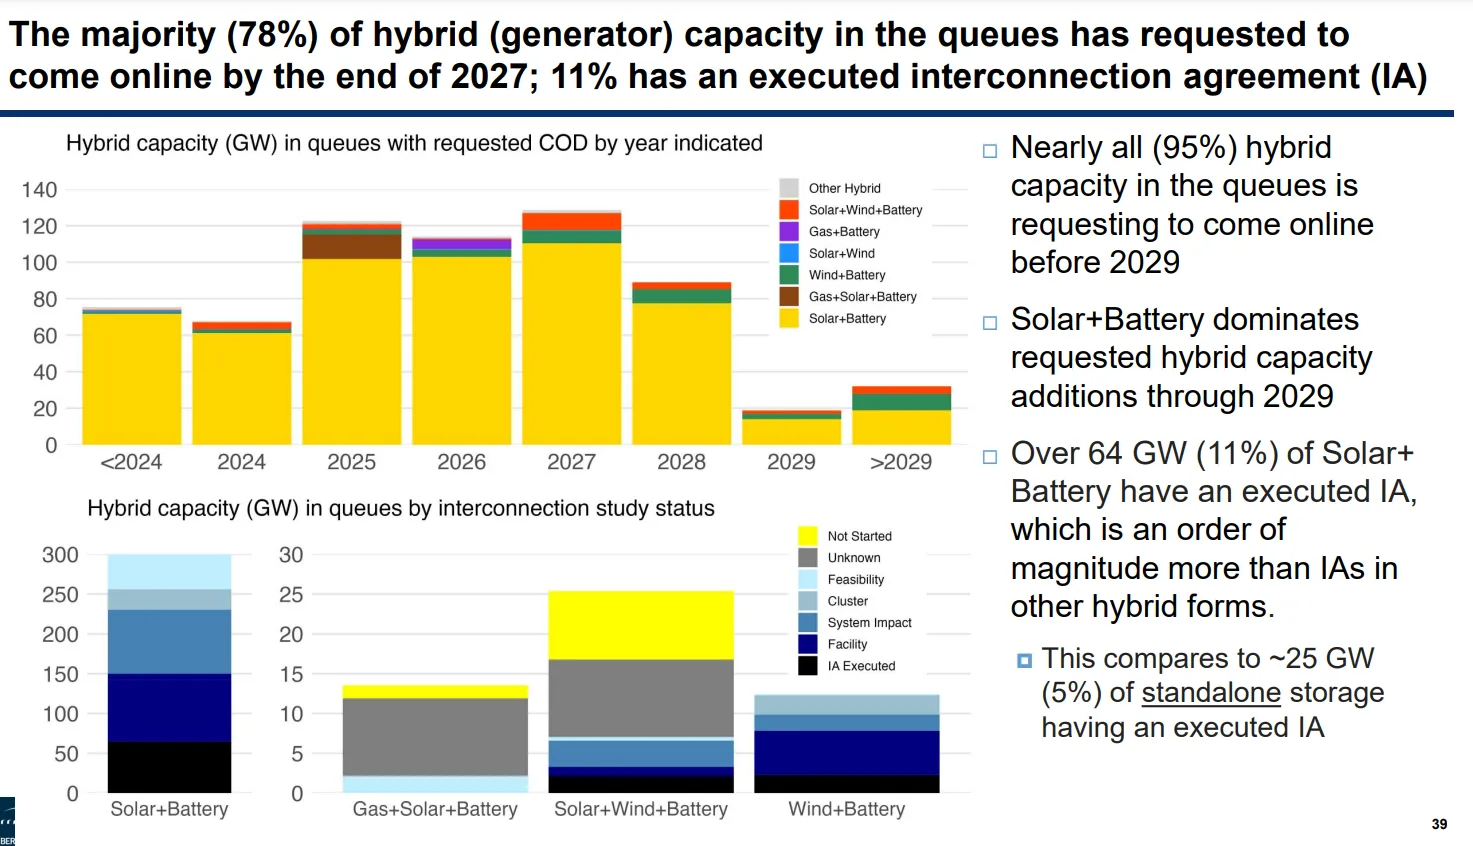 The majority (78%) of hybrid (generator) capacity in the queues has requested to
come online by the end of 2027; 11% has an executed interconnection agreement (IA)
Hybrid capacity (GW) in queues with requested COD by year indicated
140
120
100
80
60
40
20
0
Other Hybrid
Solar+Wind+Battery
Gas+Battery
Solar+Wind
Wind+Battery
Gas+Solar+Battery
Solar+Battery
<2024 2024 2025 2026 2027 2028 2029 >2029
Hybrid capacity (GW) in queues by interconnection study status
300
250
200
150
100
50
0
30
25
20
15
10
5
0
Not Started
Unknown
Feasibility
Cluster
System Impact
Facility
IA Executed
Solar+Battery Gas+Solar+Battery Solar+Wind+Battery Wind+Battery
Nearly all (95%) hybrid
capacity in the queues is
requesting to come online
before 2029
Solar+Battery dominates
requested hybrid capacity
additions through 2029
Over 64 GW (11%) of Solar+
Battery have an executed IA,
which is an order of
magnitude more than IAs in
other hybrid forms.
This compares to ~25 GW
(5%) of standalone storage
having an executed IA
BER
39